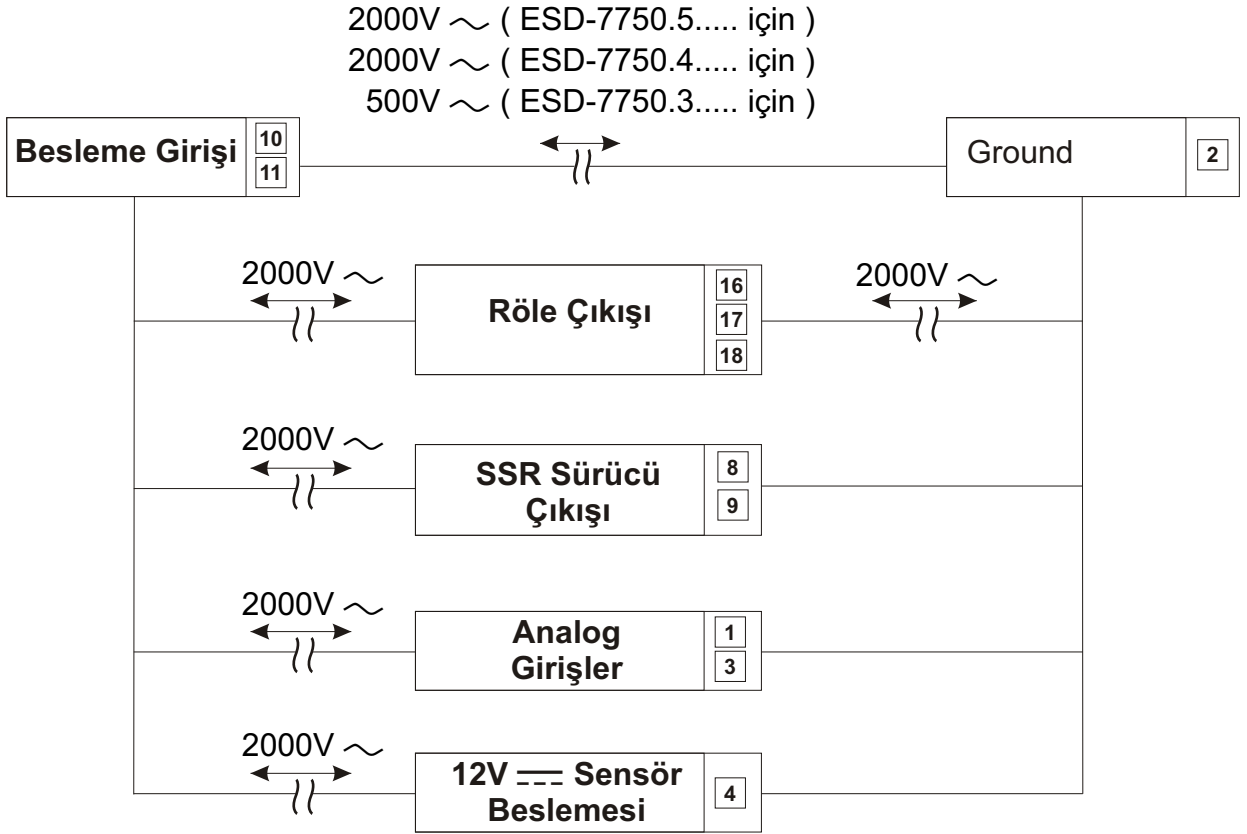 2000V ～ ( ESD-7750.5..... için )
2000V ～ ( ESD-7750.4..... için )
500V ～ ( ESD-7750.3..... için )
Besleme Girişi
10
11
Ground
2
2000V ～
Röle Çıkışı
16
17
18
2000V ～
2000V ～
SSR Sürücü
Çıkışı
8
9
2000V ～
Analog
Girişler
1
3
2000V ～
12V ⎓ Sensör
Beslemesi
4